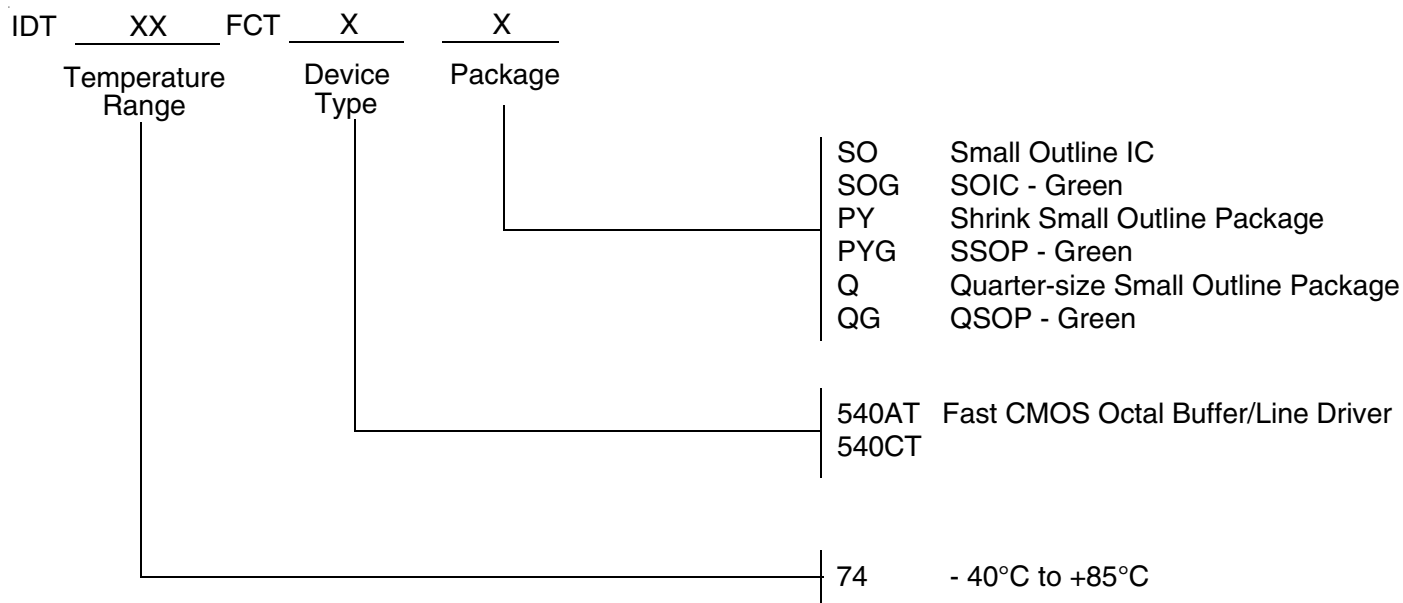 IDT XX FCT X X
Temperature Range
Device Type
Package
SO Small Outline IC
SOG SOIC - Green
PY Shrink Small Outline Package
PYG SSOP - Green
Q Quarter-size Small Outline Package
QG QSOP - Green
540AT Fast CMOS Octal Buffer/Line Driver
540CT
74 - 40°C to +85°C